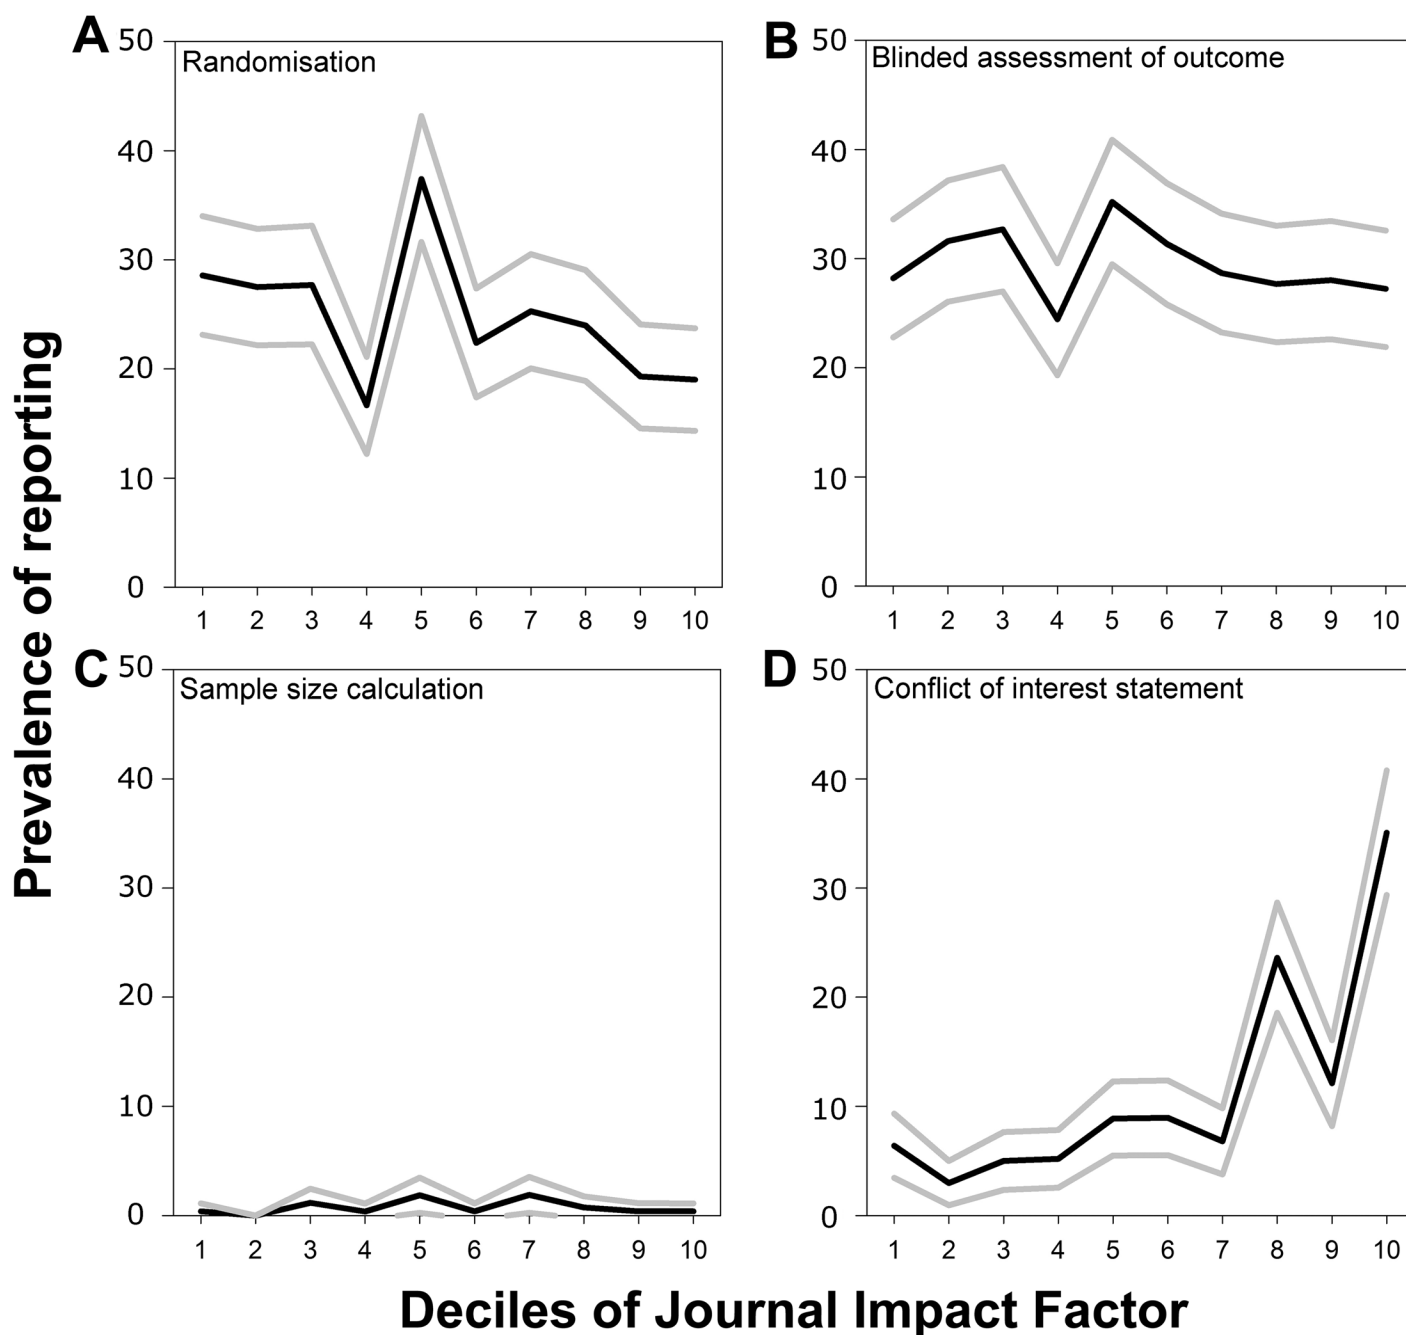 A
Randomisation
50
40
30
20
10
0
1 2 3 4 5 6 7 8 9 10
B
Blinded assessment of outcome
50
40
30
20
10
0
1 2 3 4 5 6 7 8 9 10
C
Sample size calculation
50
40
30
20
10
0
1 2 3 4 5 6 7 8 9 10
D
Conflict of interest statement
50
40
30
20
10
0
1 2 3 4 5 6 7 8 9 10
Prevalence of reporting
Deciles of Journal Impact Factor